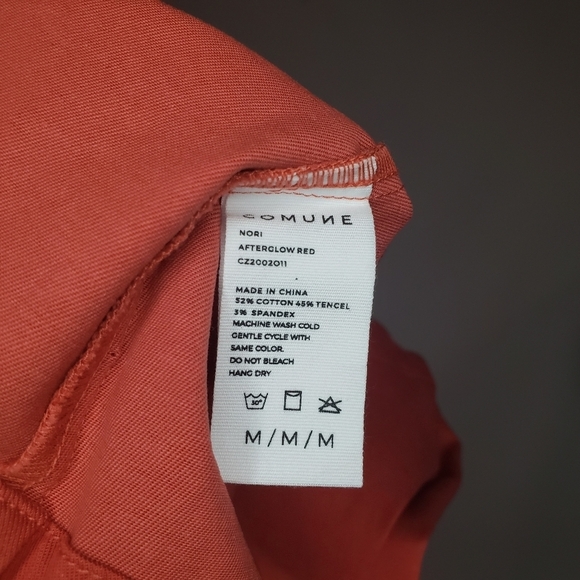 COMUNE
NORI
AFTERGLOW RED
CZ2002011
MADE IN CHINA
52% COTTON 45% TENCEL
3% SPANDEX
MACHINE WASH COLD
GENTLE CYCLE WITH
SAME COLOR.
DO NOT BLEACH
HANG DRY
30°
M/M/M